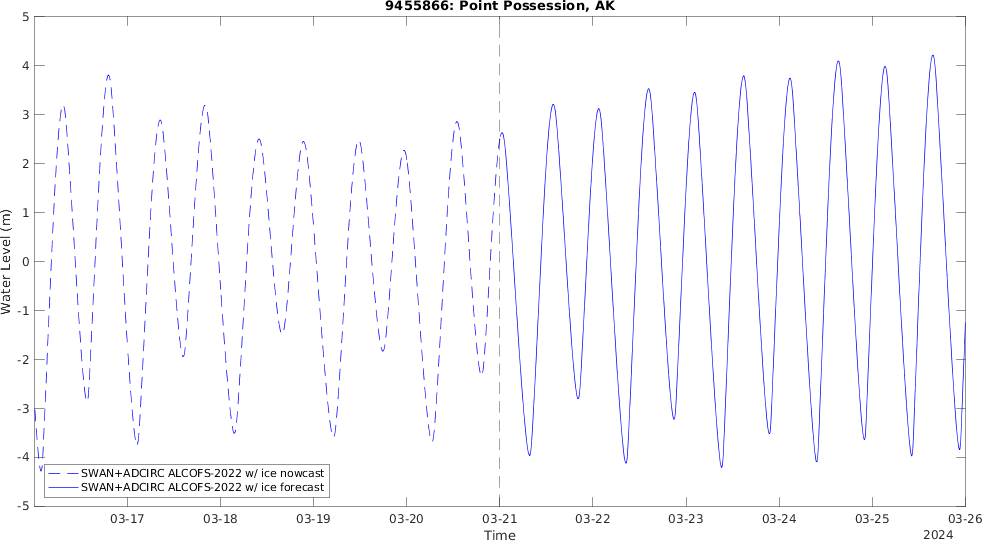 9455866: Point Possession, AK
5
4
3
2
1
0
-1
-2
-3
-4
-5
Water Level (m)
SWAN+ADCIRC ALCOFS-2022 w/ ice nowcast
SWAN+ADCIRC ALCOFS-2022 w/ ice forecast
03-17 03-18 03-19 03-20 03-21 03-22 03-23 03-24 03-25 03-26
Time
2024